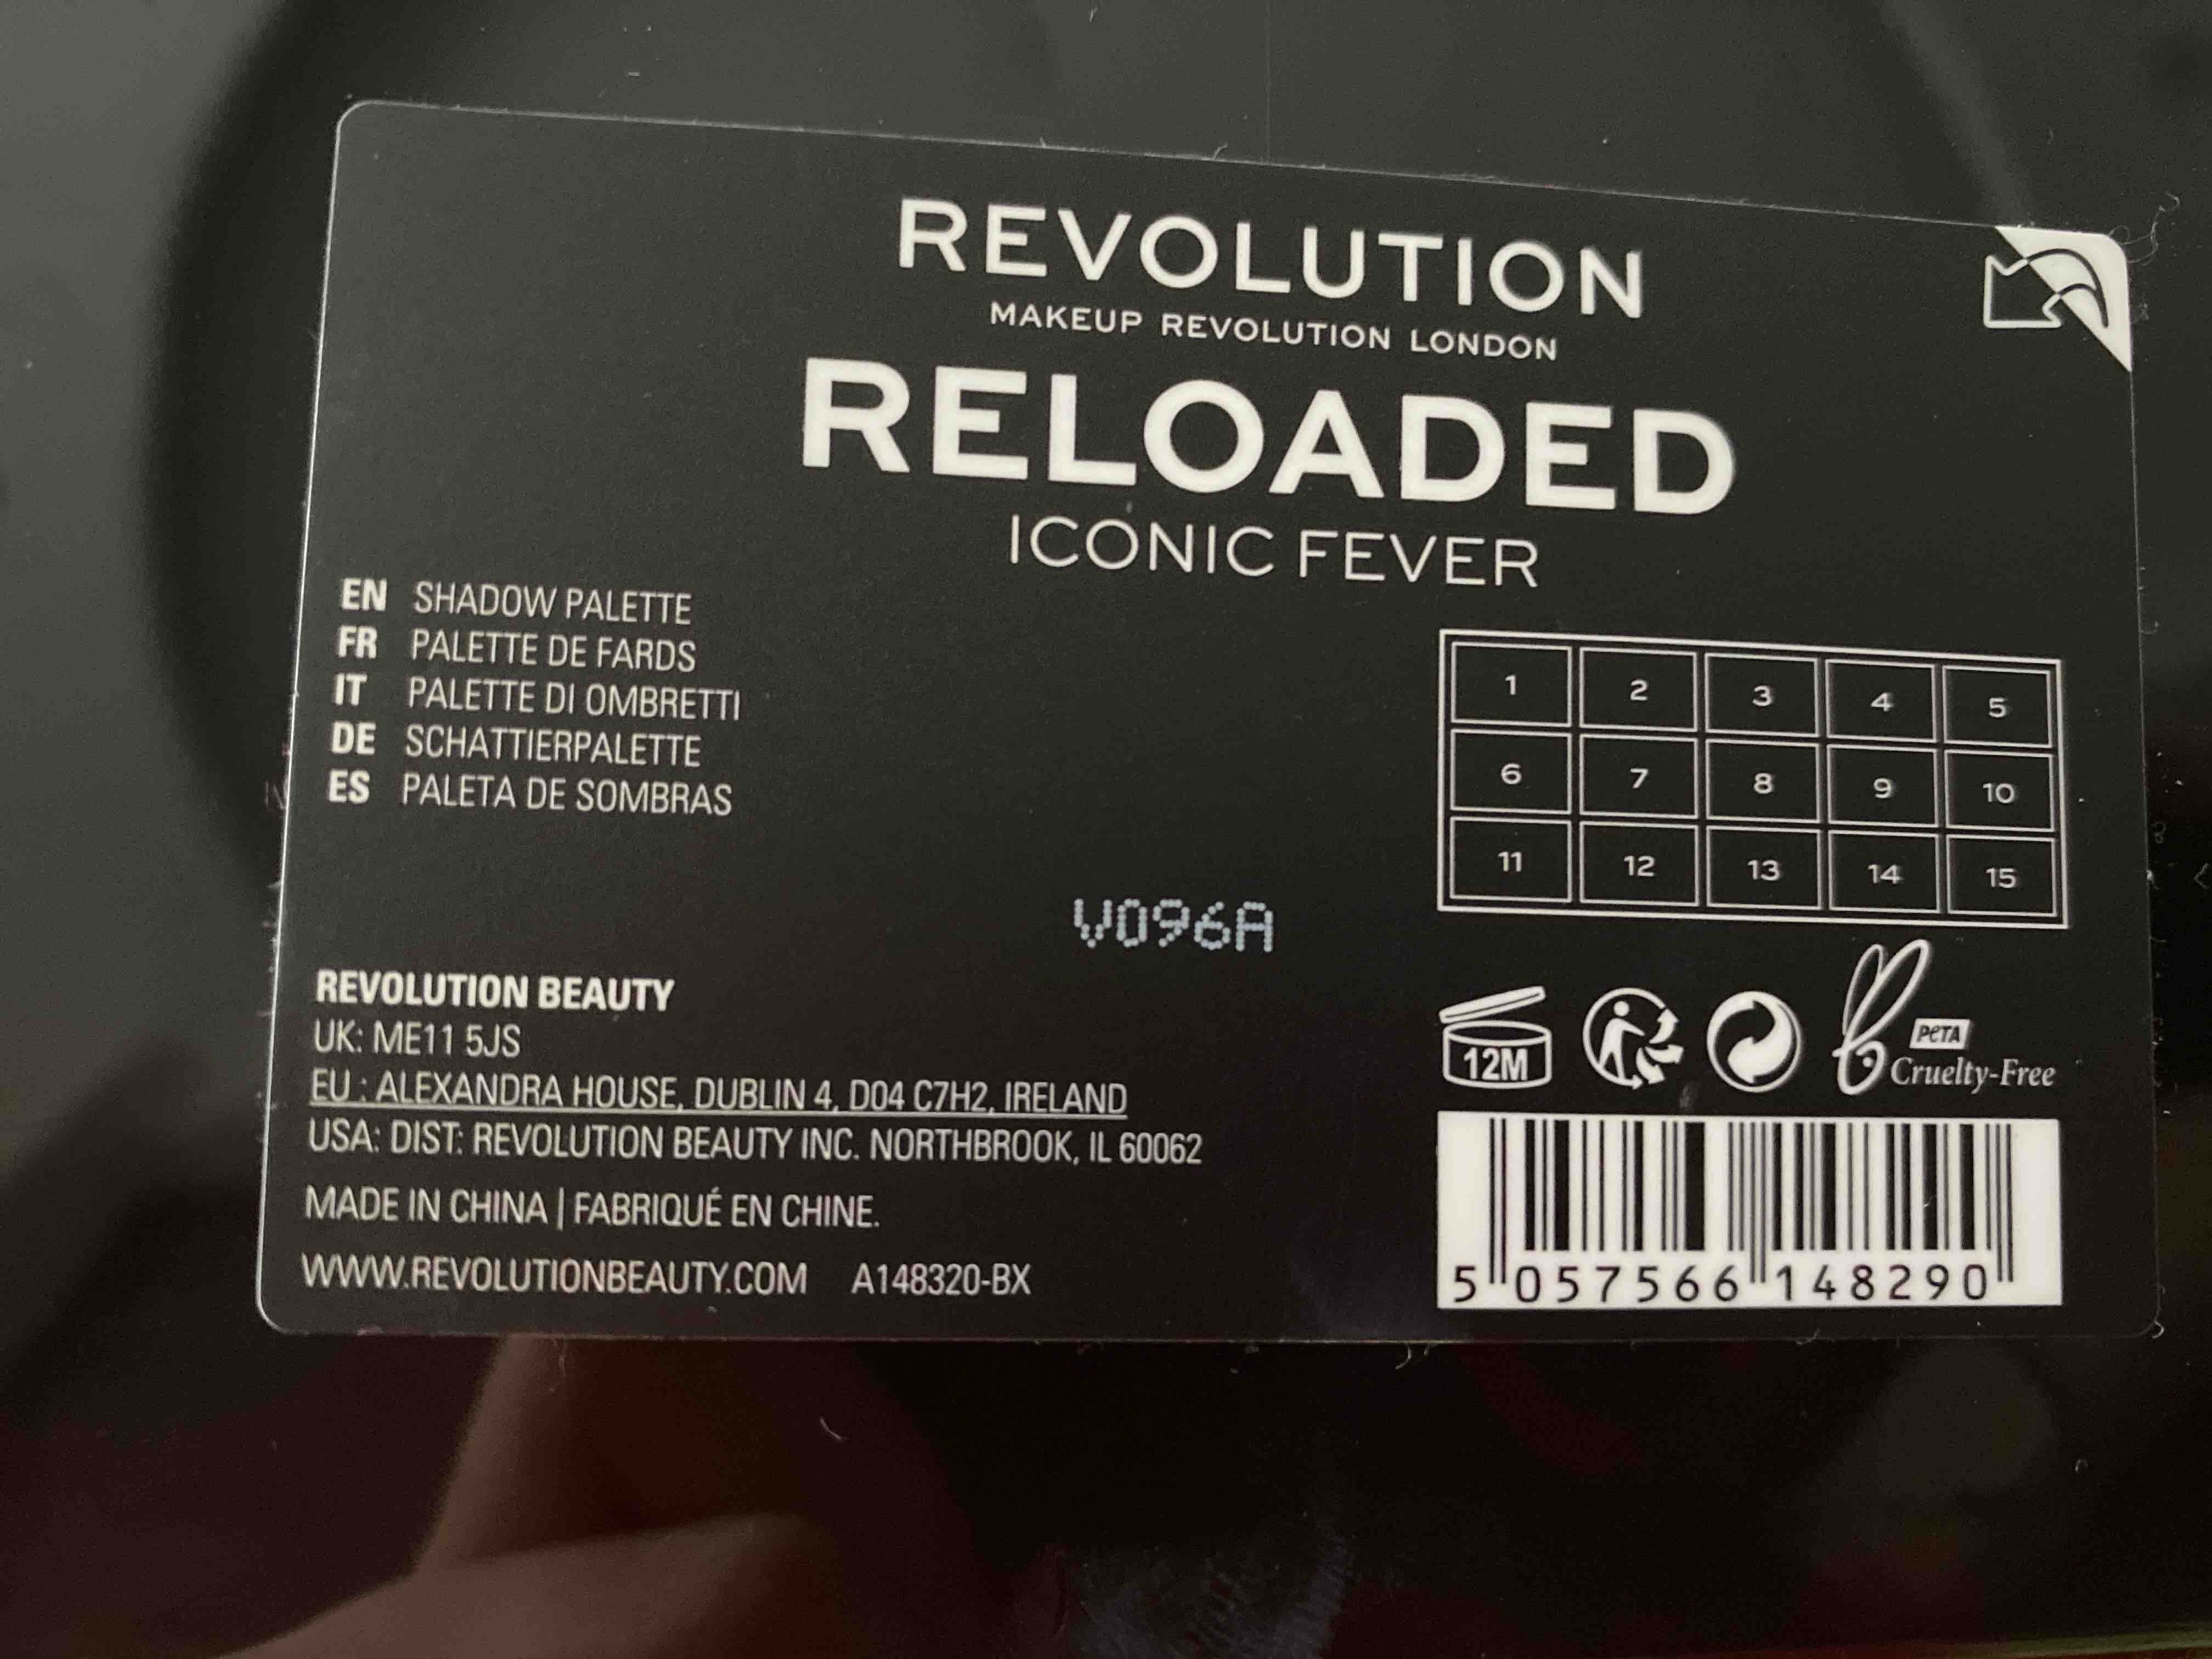 REVOLUTION
MAKEUP REVOLUTION LONDON
RELOADED
ICONIC FEVER
EN SHADOW PALETTE
FR PALETTE DE FARDS
IT PALETTE DI OMBRETTI
DE SCHATTIERPALETTE
ES PALETA DE SOMBRAS
1 2 3 4 5
6 7 8 9 10
11 12 13 14 15
V096A
REVOLUTION BEAUTY
UK: ME11 5JS
EU : ALEXANDRA HOUSE, DUBLIN 4, D04 C7H2, IRELAND
USA: DIST: REVOLUTION BEAUTY INC. NORTHBROOK, IL 60062
MADE IN CHINA | FABRIQUÉ EN CHINE.
WWW.REVOLUTIONBEAUTY.COM A148320-BX
12M
PETA
Cruelty-Free
5 057566 148290